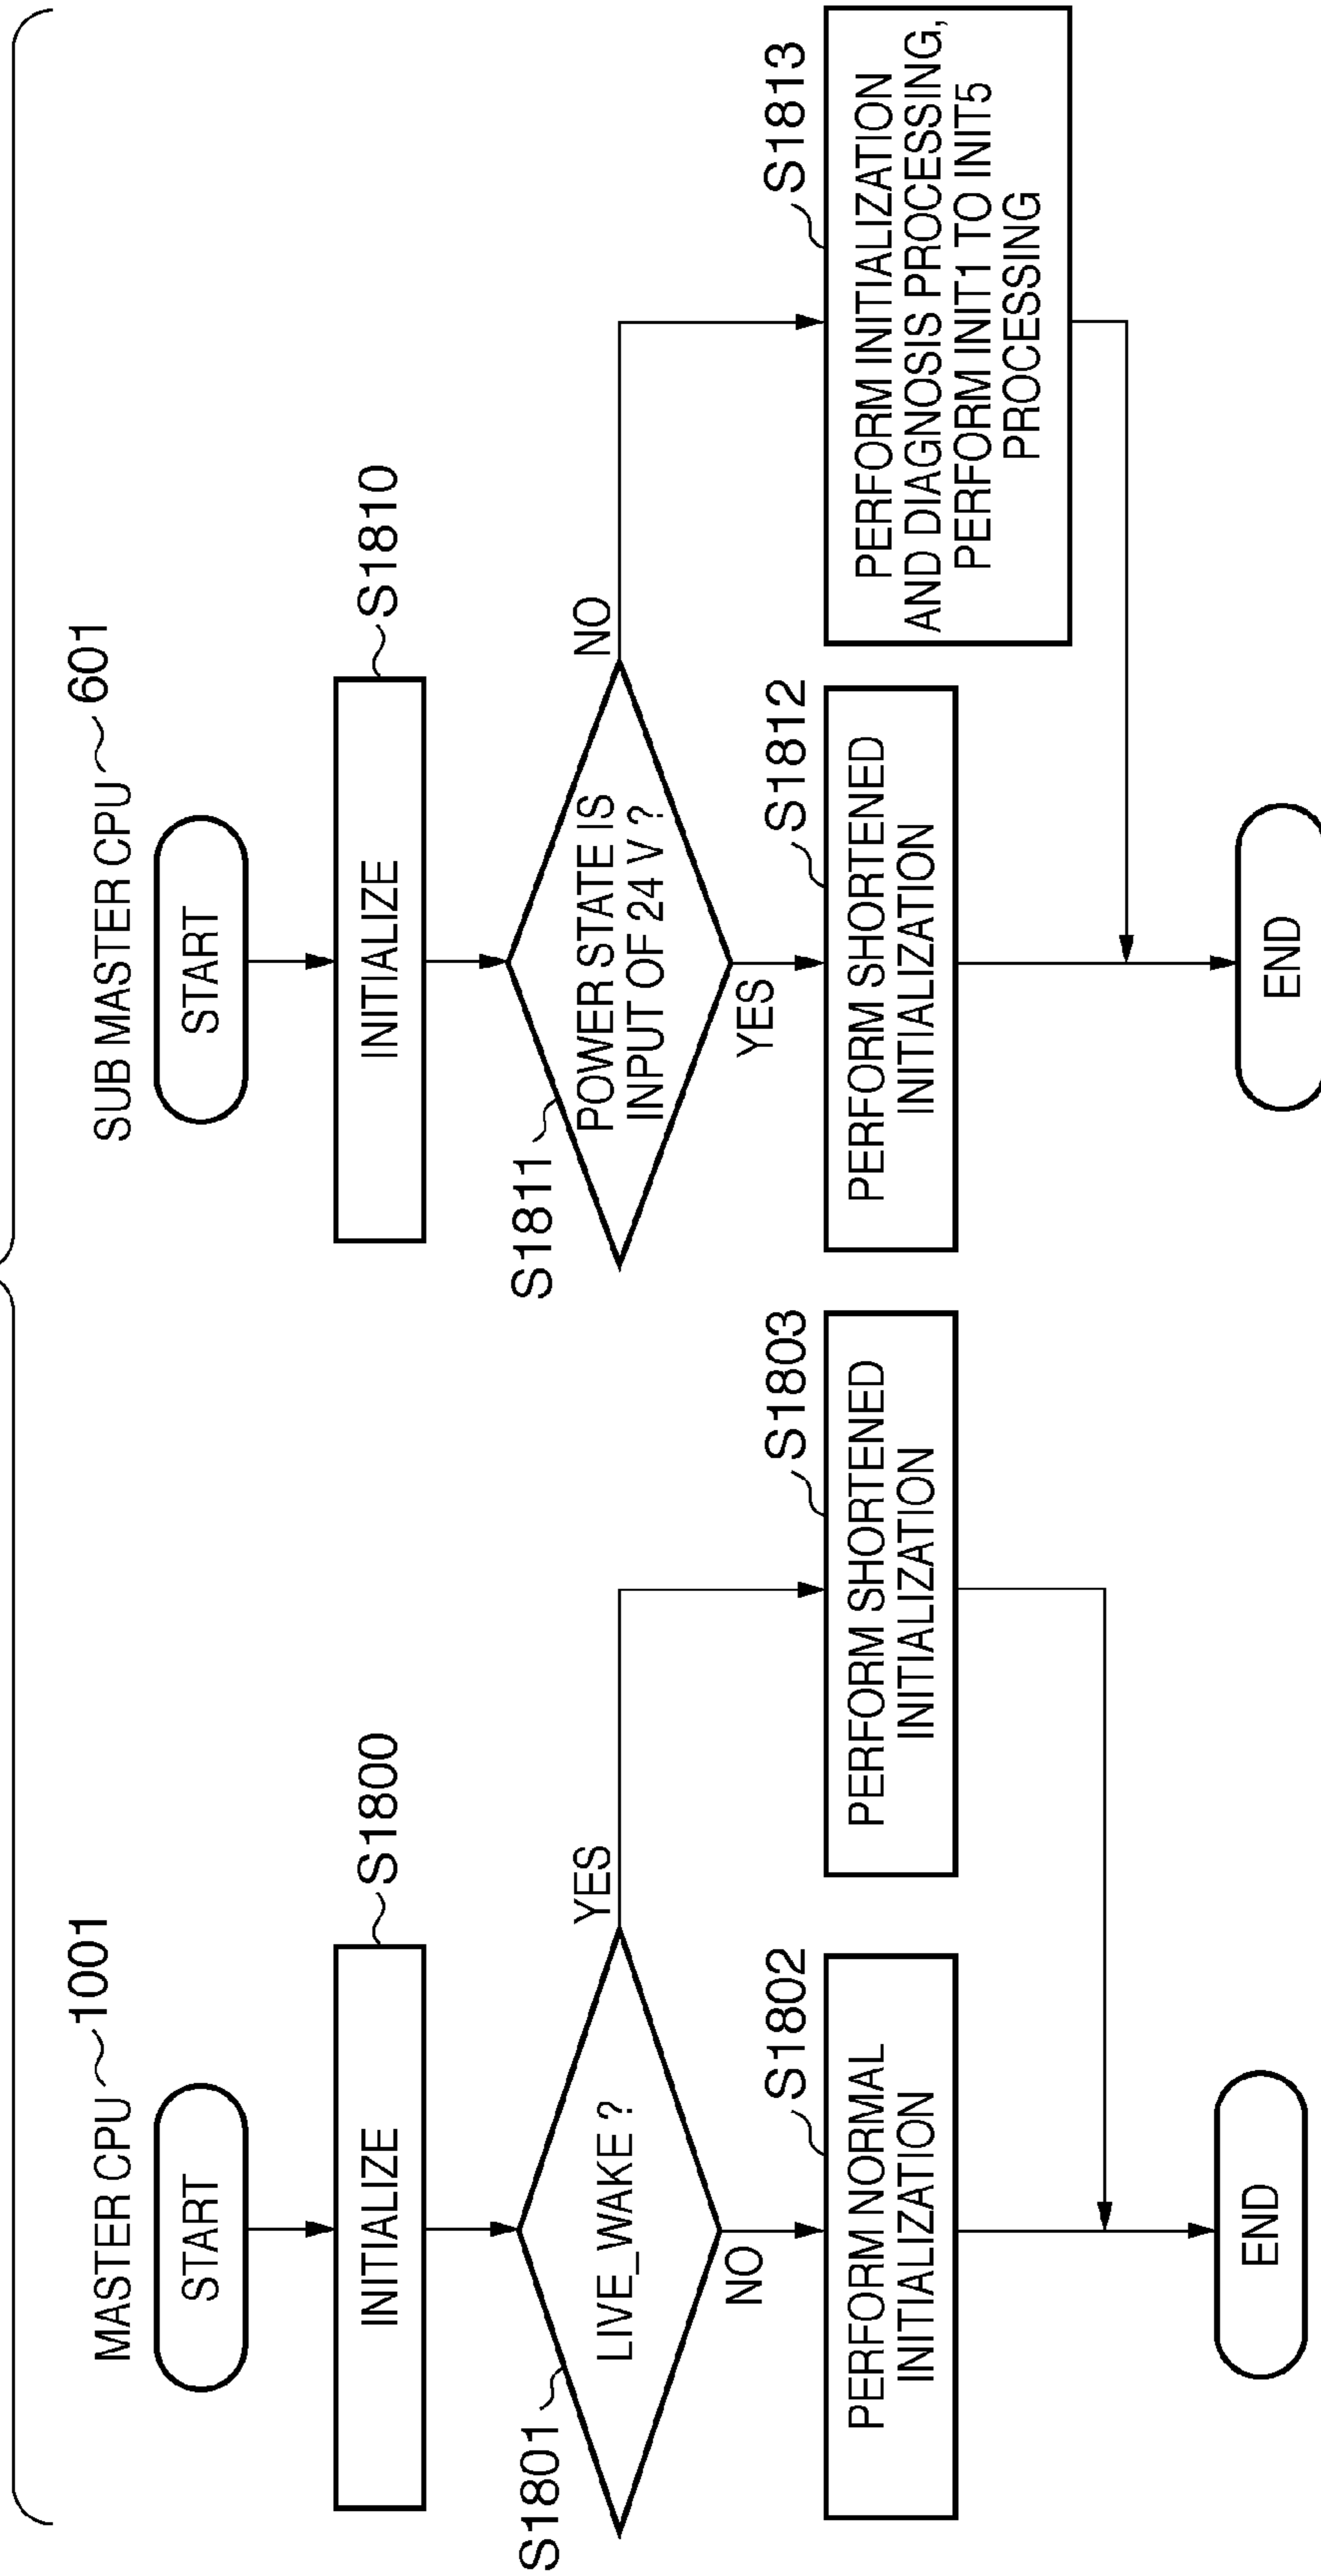 MASTER CPU 1001
START
INITIALIZE
S1800
S1801
LIVE_WAKE ?
YES
NO
S1802
PERFORM NORMAL
INITIALIZATION
S1803
PERFORM SHORTENED
INITIALIZATION
END
SUB MASTER CPU 601
START
INITIALIZE
S1810
S1811
POWER STATE IS
INPUT OF 24 V ?
NO
YES
S1812
PERFORM SHORTENED
INITIALIZATION
S1813
PERFORM INITIALIZATION
AND DIAGNOSIS PROCESSING,
PERFORM INIT1 TO INIT5
PROCESSING
END